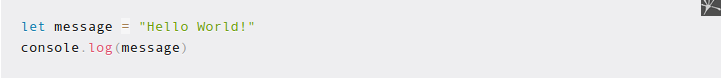 let message = "Hello World!"
console.log(message)